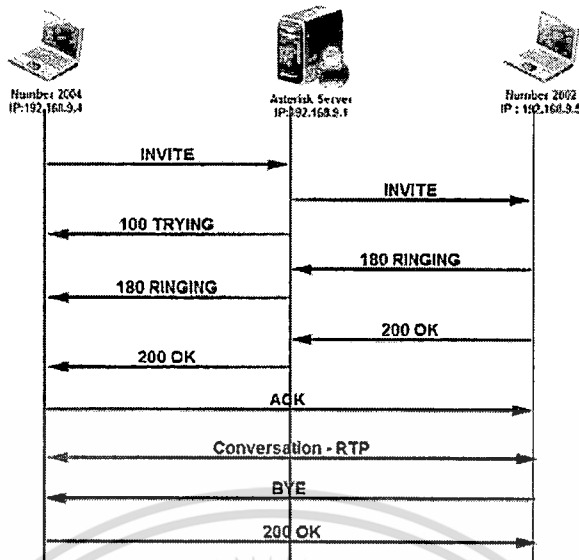 Number 2004
IP:192.168.9.4
Asterisk Server
IP:192.168.9.1
Number 2002
IP : 192.168.9.5
INVITE
INVITE
100 TRYING
180 RINGING
180 RINGING
200 OK
200 OK
ACK
Conversation - RTP
BYE
200 OK